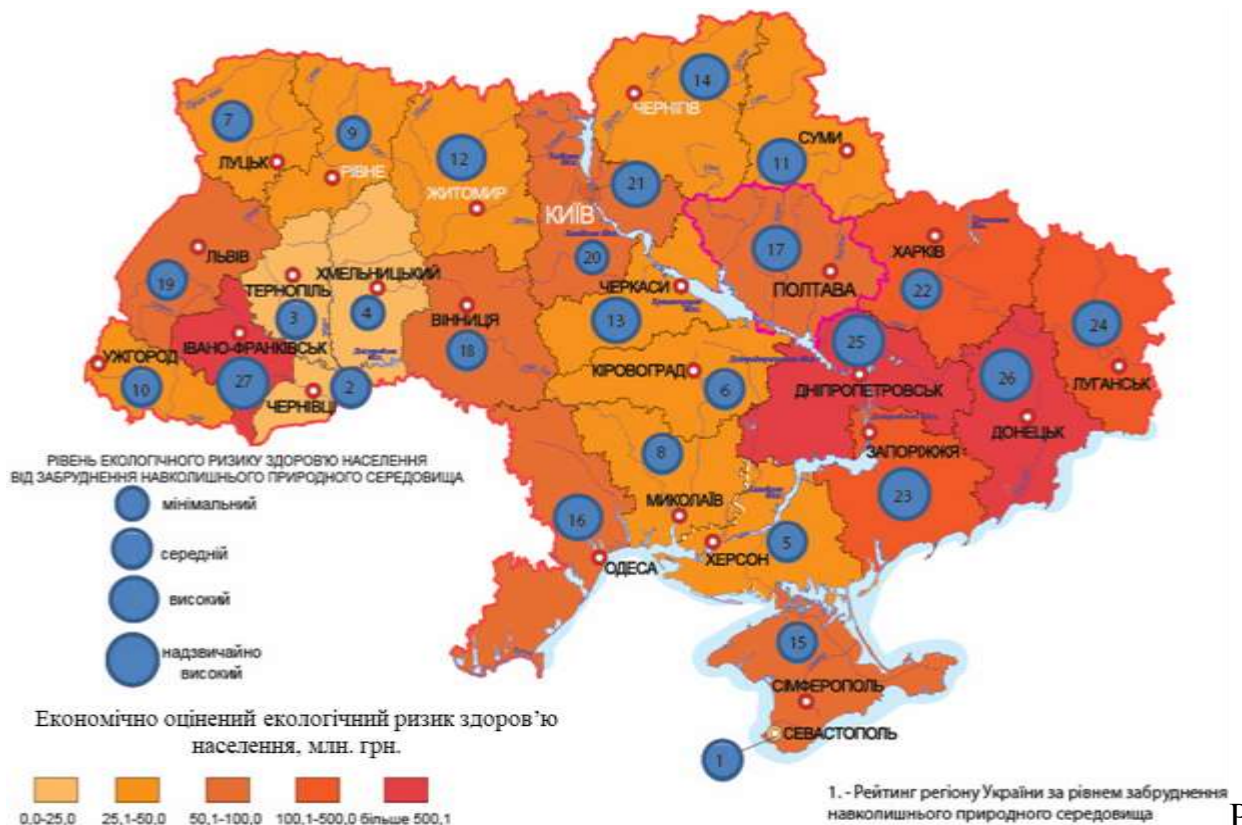 14
ЧЕРНІГІВ
7
9
СУМИ
12
11
ЛУЦЬК
РІВНЕ
21
ЖИТОМИР
КИЇВ
ХАРКІВ
ЛЬВІВ
17
20
ХМЕЛЬНИЦЬКИЙ
ТЕРНОПІЛЬ
ЧЕРКАСИ
ПОЛТАВА
19
22
3
4
ВІННИЦЯ
13
24
ІВАНО-ФРАНКІВСЬК
18
25
УЖГОРОД
КІРОВОГРАД
ЛУГАНСЬК
10
27
2
6
ДНІПРОПЕТРОВСЬК
26
ЧЕРНІВЦІ
ДОНЕЦЬК
8
ЗАПОРІЖЖЯ
РІВЕНЬ ЕКОЛОГІЧНОГО РИЗИКУ ЗДОРОВ'Ю НАСЕЛЕННЯ
ВІД ЗАБРУДНЕННЯ НАВКОЛИШНЬОГО ПРИРОДНОГО СЕРЕДОВИЩА
мінімальний
середній
високий
надзвичайно
високий
23
МИКОЛАЇВ
16
5
ХЕРСОН
ОДЕСА
15
СІМФЕРОПОЛЬ
СЕВАСТОПОЛЬ
1
Економічно оцінений екологічний ризик здоров’ю
населення, млн. грн.
0,0-25,0 25,1-50,0 50,1-100,0 100,1-500,0 більше 500,1
1. - Рейтинг регіону України за рівнем забруднення
навколишнього природного середовища